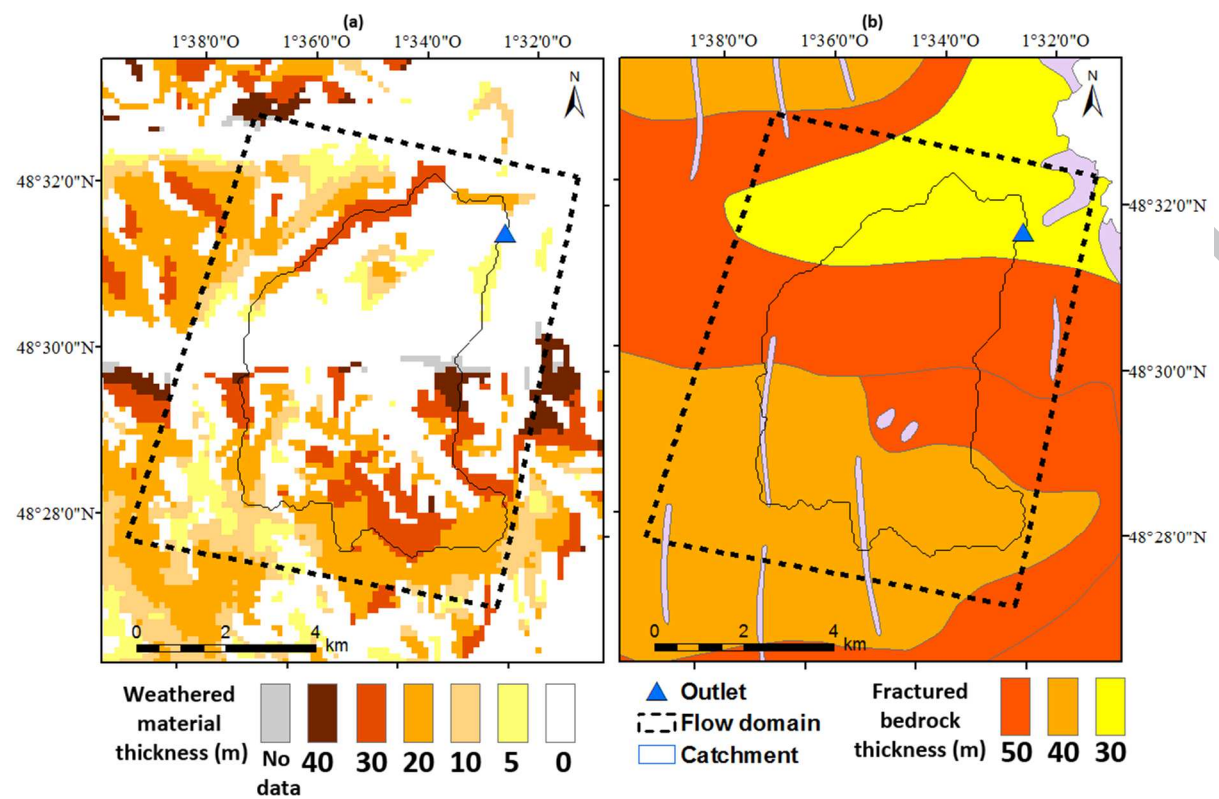 (a)
(b)
1°38'0"O 1°36'0"O 1°34'0"O 1°32'0"O
1°38'0"O 1°36'0"O 1°34'0"O 1°32'0"O
N
N
48°32'0"N
48°30'0"N
48°28'0"N
48°32'0"N
48°30'0"N
48°28'0"N
0 2 4 km
0 2 4 km
Weathered
material
thickness (m)
No
data
40 30 20 10 5 0
Outlet
Flow domain
Catchment
Fractured
bedrock
thickness (m)
50 40 30